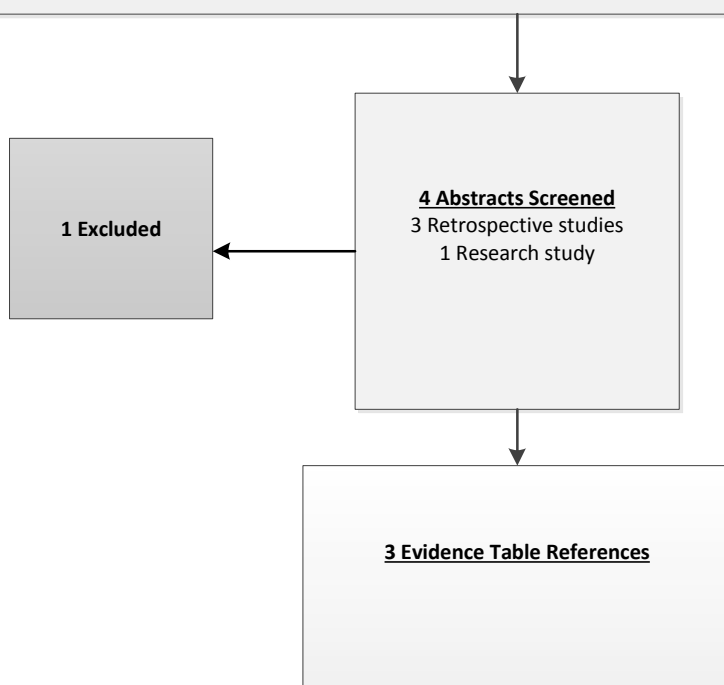 4 Abstracts Screened
3 Retrospective studies
1 Research study
1 Excluded
3 Evidence Table References